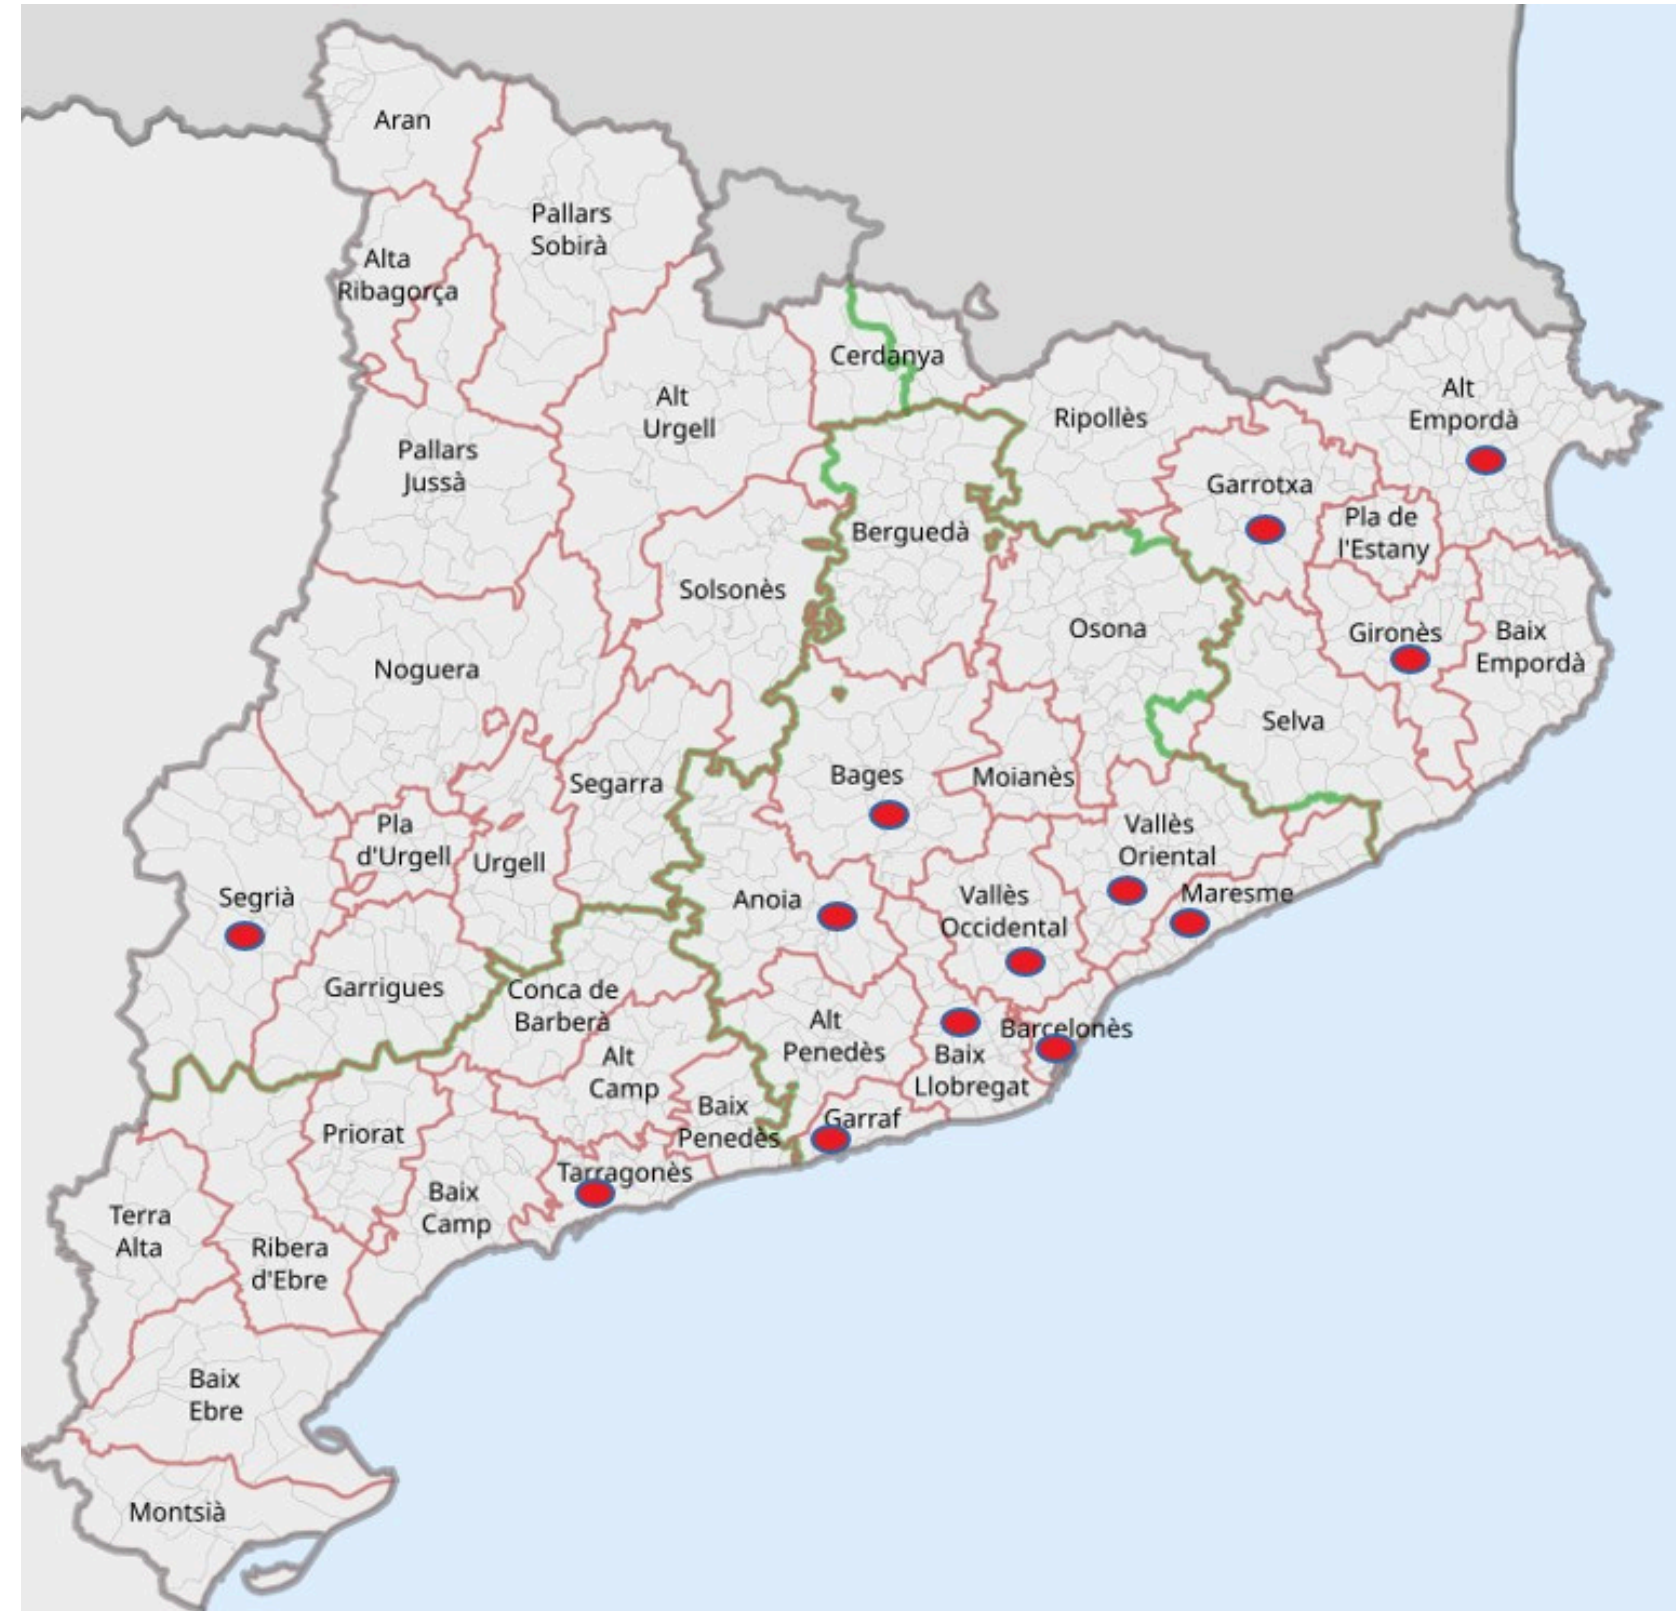 Aran
Pallars
Sobirà
Alta
Ribagorça
Cerdanya
Alt
Urgell
Ripollès
Alt
Empordà
Pallars
Jussà
Garrotxa
Pla de
l'Estany
Berguedà
Solsonès
Osona
Gironès
Baix
Empordà
Noguera
Selva
Segarra
Bages
Moianès
Pla
d'Urgell
Urgell
Vallès
Oriental
Segrià
Anoia
Vallès
Occidental
Maresme
Garrigues
Conca de
Barberà
Alt
Penedès
Barcelonès
Baix
Llobregat
Alt
Camp
Baix
Penedès
Garraf
Priorat
Tarragonès
Baix
Camp
Terra
Alta
Ribera
d'Ebre
Baix
Ebre
Montsià